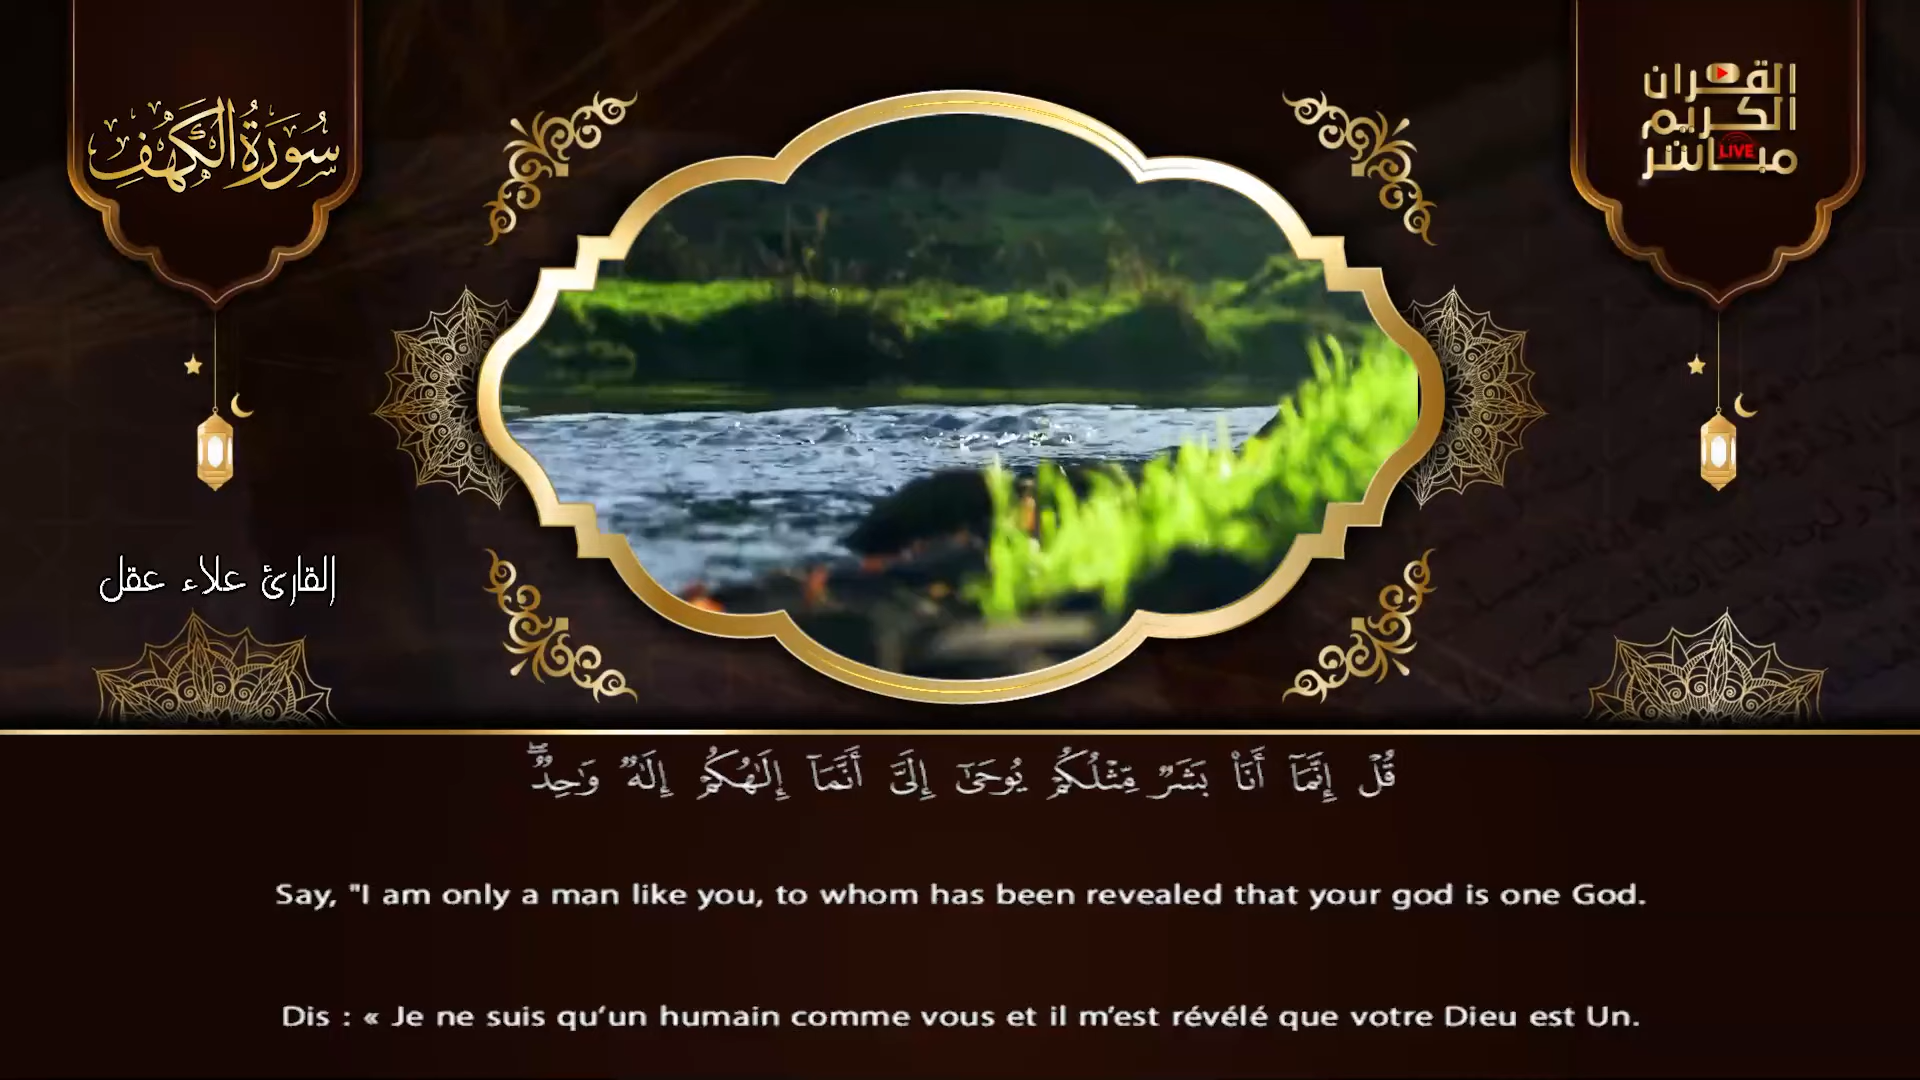 سُورَةُ الكَهْفِ
القران
الكريم
مباشر
LIVE
القارئ علاء عقل
قُلْ إِنَّمَآ أَنَا۠ بَشَرٌ مِّثْلُكُمْ يُوحَىٰٓ إِلَىَّ أَنَّمَآ إِلَـٰهُكُمْ إِلَـٰهٌ وَٰحِدٌ ۖ
Say, "I am only a man like you, to whom has been revealed that your god is one God.
Dis : « Je ne suis qu’un humain comme vous et il m’est révélé que votre Dieu est Un.